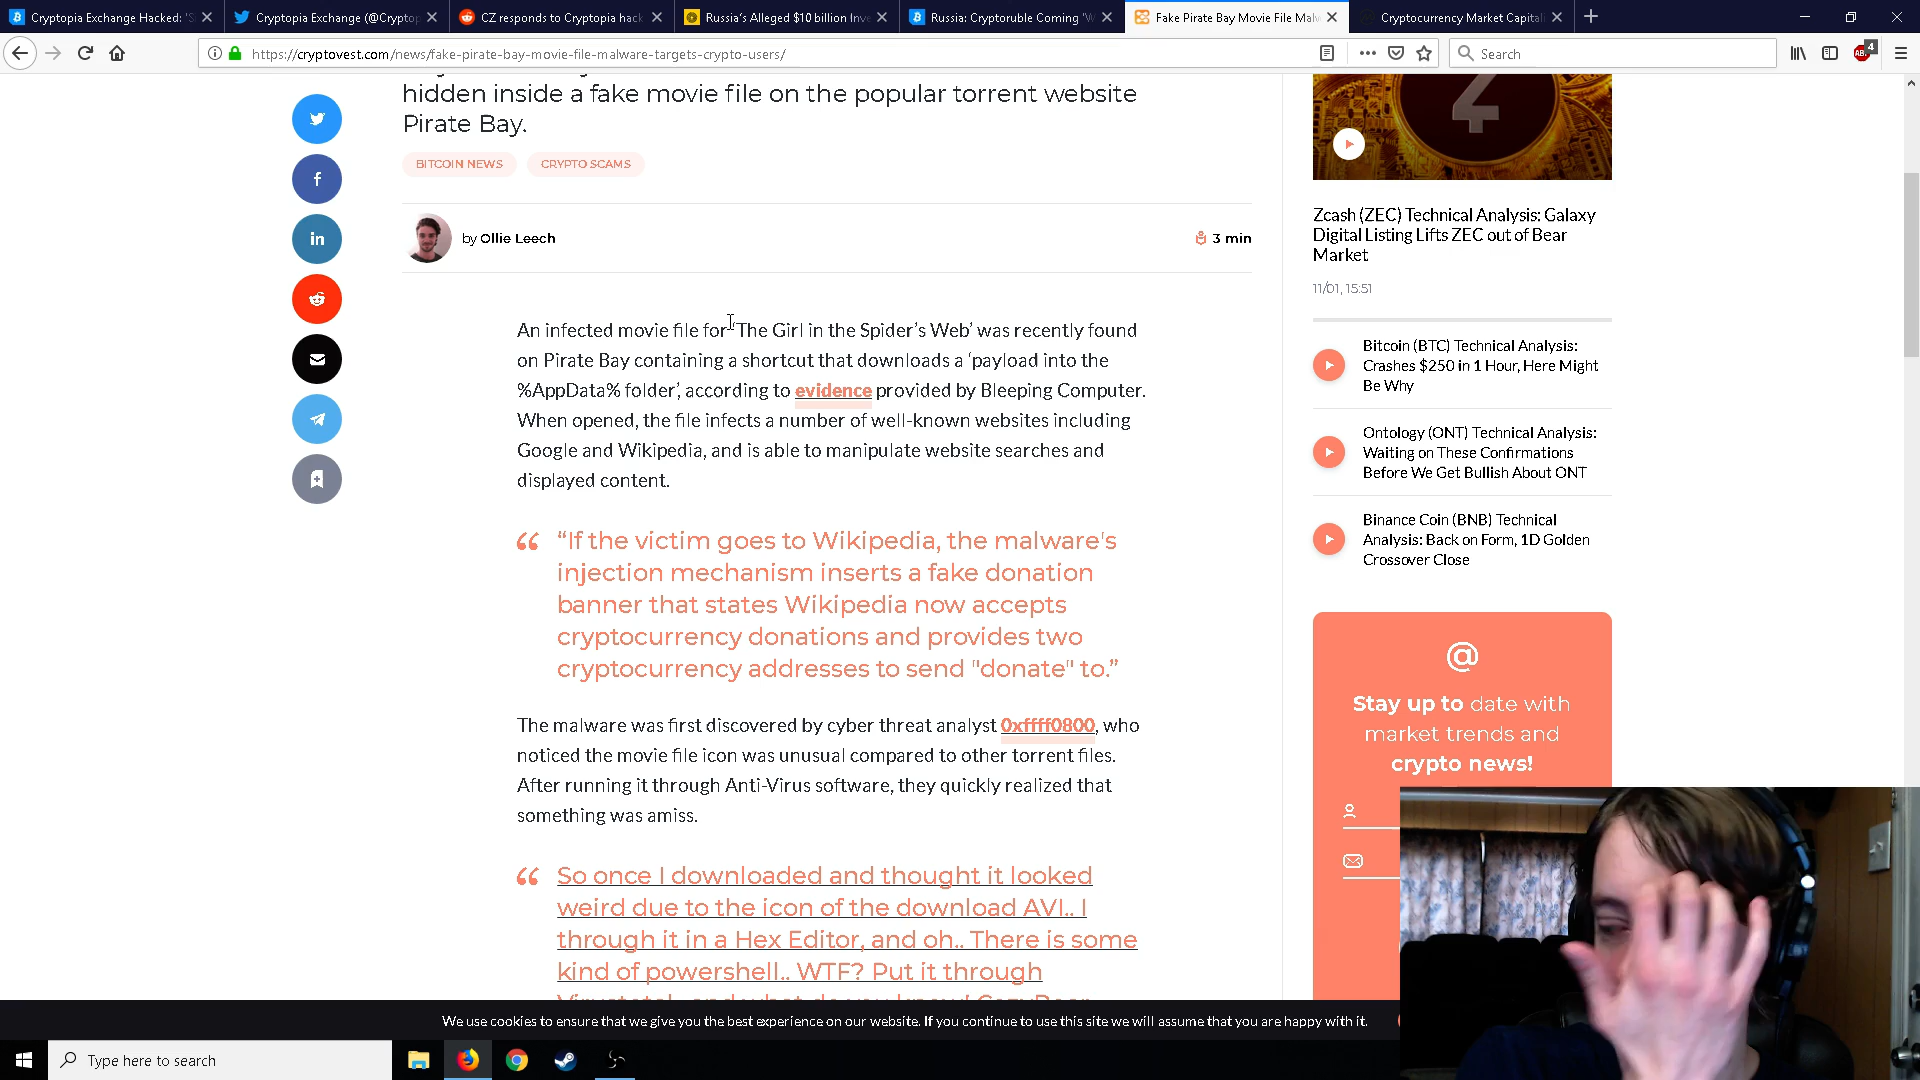 Cryptopia Exchange Hacked: 'S
Cryptopia Exchange (@Cryptop
CZ responds to Cryptopia hack
Russia's Alleged $10 billion Inv
Russia: Cryptoruble Coming 'W
Fake Pirate Bay Movie File Mal
Cryptocurrency Market Capital
https://cryptovest.com/news/fake-pirate-bay-movie-file-malware-targets-crypto-users/
Search
4
hidden inside a fake movie file on the popular torrent website
Pirate Bay.
BITCOIN NEWS
CRYPTO SCAMS
by Ollie Leech
3 min
An infected movie file for 'The Girl in the Spider's Web' was recently found
on Pirate Bay containing a shortcut that downloads a 'payload into the
%AppData% folder', according to evidence provided by Bleeping Computer.
When opened, the file infects a number of well-known websites including
Google and Wikipedia, and is able to manipulate website searches and
displayed content.
“If the victim goes to Wikipedia, the malware's
injection mechanism inserts a fake donation
banner that states Wikipedia now accepts
cryptocurrency donations and provides two
cryptocurrency addresses to send "donate" to.”
The malware was first discovered by cyber threat analyst 0xffff0800, who
noticed the movie file icon was unusual compared to other torrent files.
After running it through Anti-Virus software, they quickly realized that
something was amiss.
So once I downloaded and thought it looked
weird due to the icon of the download AVI.. I
through it in a Hex Editor, and oh.. There is some
kind of powershell.. WTF? Put it through
Zcash (ZEC) Technical Analysis: Galaxy
Digital Listing Lifts ZEC out of Bear
Market
11/01, 15:51
Bitcoin (BTC) Technical Analysis:
Crashes $250 in 1 Hour, Here Might
Be Why
Ontology (ONT) Technical Analysis:
Waiting on These Confirmations
Before We Get Bullish About ONT
Binance Coin (BNB) Technical
Analysis: Back on Form, 1D Golden
Crossover Close
@
Stay up to date with
market trends and
crypto news!
We use cookies to ensure that we give you the best experience on our website. If you continue to use this site we will assume that you are happy with it.
Type here to search